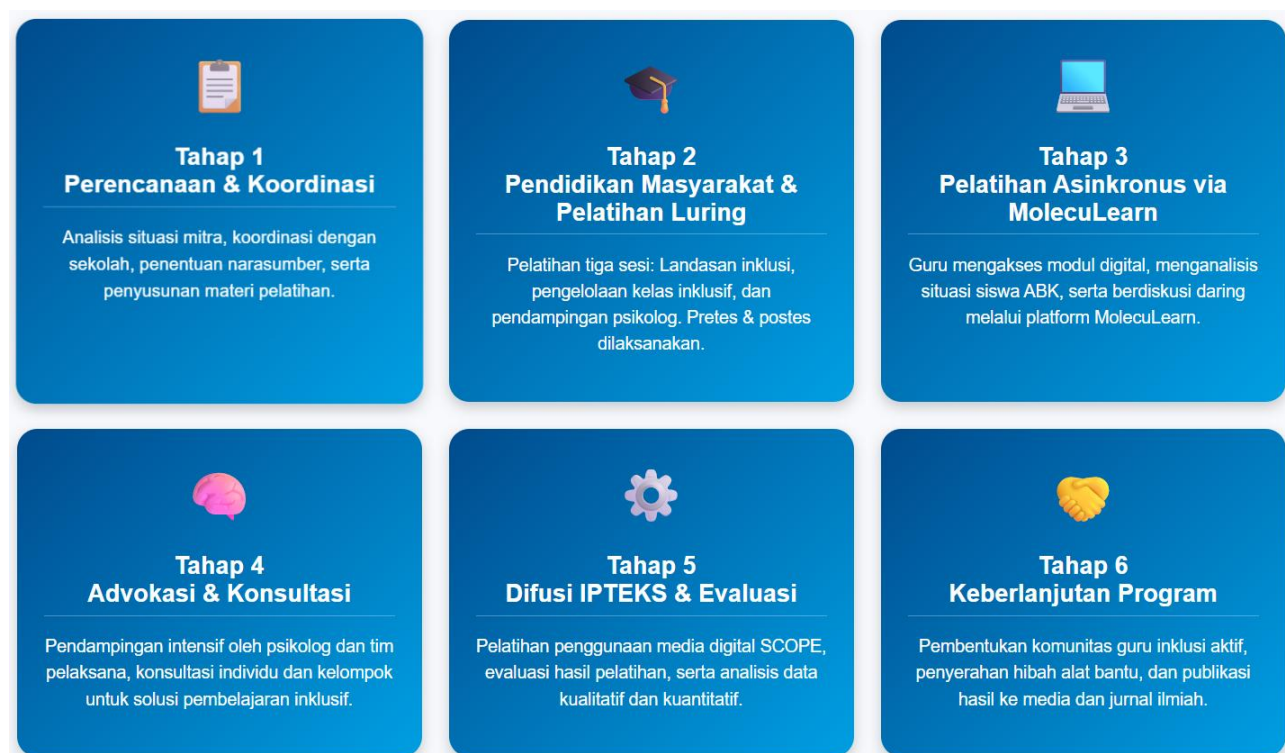 Tahap 1
Perencanaan & Koordinasi
Analisis situasi mitra, koordinasi dengan
sekolah, penentuan narasumber, serta
penyusunan materi pelatihan.
Tahap 2
Pendidikan Masyarakat &
Pelatihan Luring
Pelatihan tiga sesi: Landasan inklusi,
pengelolaan kelas inklusif, dan
pendampingan psikolog. Pretes & postes
dilaksanakan.
Tahap 3
Pelatihan Asinkronus via
MolecuLearn
Guru mengakses modul digital, menganalisis
situasi siswa ABK, serta berdiskusi daring
melalui platform MolecuLearn.
Tahap 4
Advokasi & Konsultasi
Pendampingan intensif oleh psikolog dan tim
pelaksana, konsultasi individu dan kelompok
untuk solusi pembelajaran inklusif.
Tahap 5
Difusi IPTEKS & Evaluasi
Pelatihan penggunaan media digital SCOPE,
evaluasi hasil pelatihan, serta analisis data
kualitatif dan kuantitatif.
Tahap 6
Keberlanjutan Program
Pembentukan komunitas guru inklusi aktif,
penyerahan hibah alat bantu, dan publikasi
hasil ke media dan jurnal ilmiah.